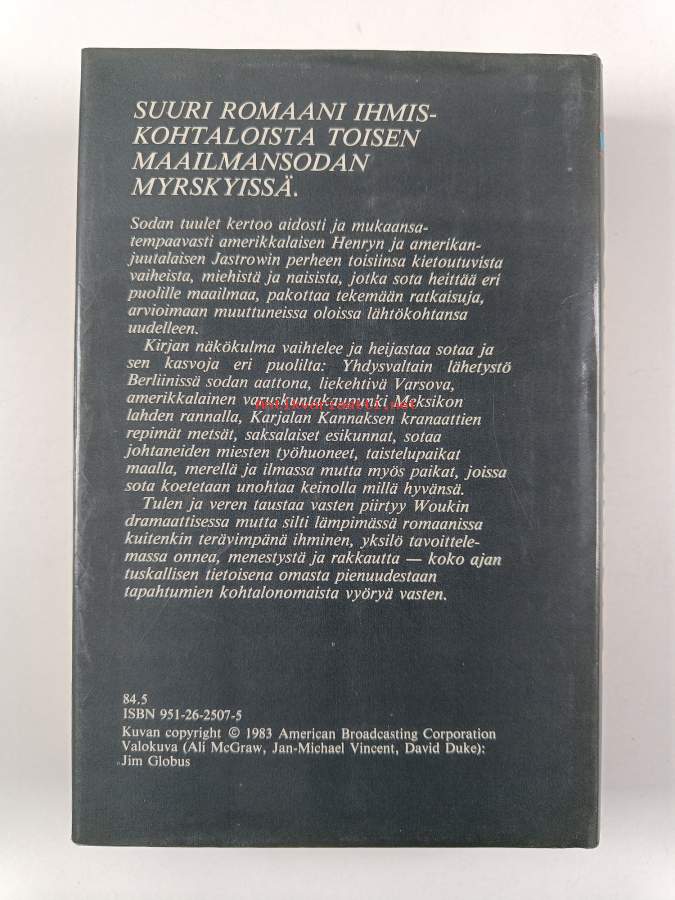 SUURI ROMAANI IHMIS-
KOHTALOISTA TOISEN
MAAILMANSODAN
MYRSKYISSÄ.
Sodan tuulet kertoo aidosti ja mukaansa-
tempaavasti amerikkalaisen Henryn ja amerikan-
juutalaisen Jastrowin perheen toisiinsa kietoutuvista
vaiheista, miehistä ja naisista, jotka sota heittää eri
puolille maailmaa, pakottaa tekemään ratkaisuja,
arvioimaan muuttuneissa oloissa lähtökohtansa
uudelleen.
Kirjan näkökulma vaihtelee ja heijastaa sotaa ja
sen kasvoja eri puolilta: Yhdysvaltain lähetystö
Berliinissä sodan aattona, liekehtivä Varsova,
amerikkalainen varuskuntakaupunki Meksikon
lahden rannalla, Karjalan Kannaksen kranaattien
repimät metsät, saksalaiset esikunnat, sotaa
johtaneiden miesten työhuoneet, taistelupaikat
maalla, merellä ja ilmassa mutta myös paikat, joissa
sota koetetaan unohtaa keinolla millä hyvänsä.
Tulen ja veren taustaa vasten piirtyy Woukin
dramaattisessa mutta silti lämpimässä romaanissa
kuitenkin terävimpänä ihminen, yksilö tavoittele-
massa onnea, menestystä ja rakkautta — koko ajan
tuskallisen tietoisena omasta pienuudestaan
tapahtumien kohtalonomaista vyöryä vasten.
84.5
ISBN 951-26-2507-5
Kuvan copyright © 1983 American Broadcasting Corporation
Valokuva (Ali McGraw, Jan-Michael Vincent, David Duke):
Jim Globus